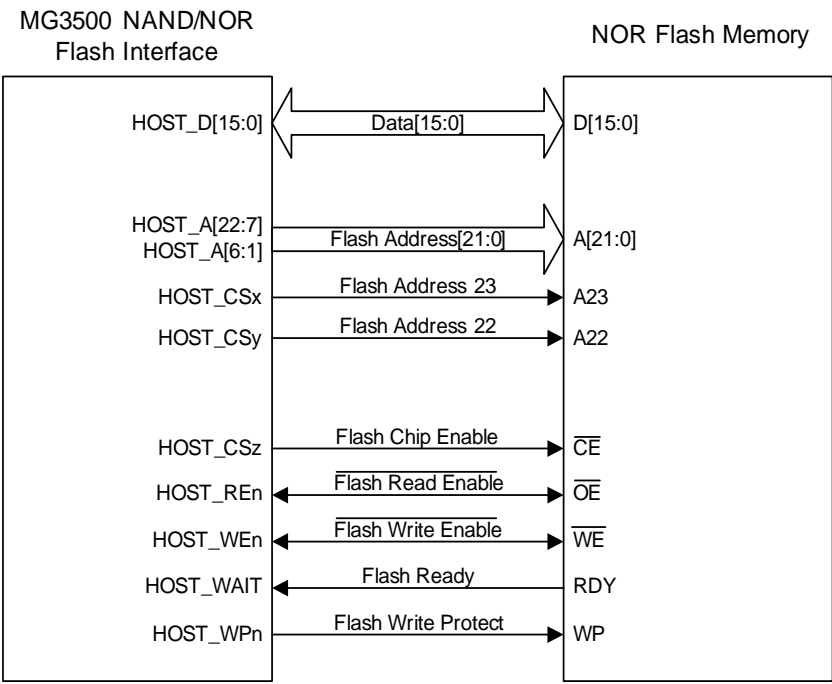 MG3500 NAND/NOR
Flash Interface
NOR Flash Memory
HOST_D[15:0] Data[15:0] D[15:0]
HOST_A[22:7]
HOST_A[6:1] Flash Address[21:0] A[21:0]
HOST_CSx Flash Address 23 A23
HOST_CSy Flash Address 22 A22
HOST_CSz Flash Chip Enable CE
HOST_REn Flash Read Enable OE
HOST_WEn Flash Write Enable WE
HOST_WAIT Flash Ready RDY
HOST_WPn Flash Write Protect WP